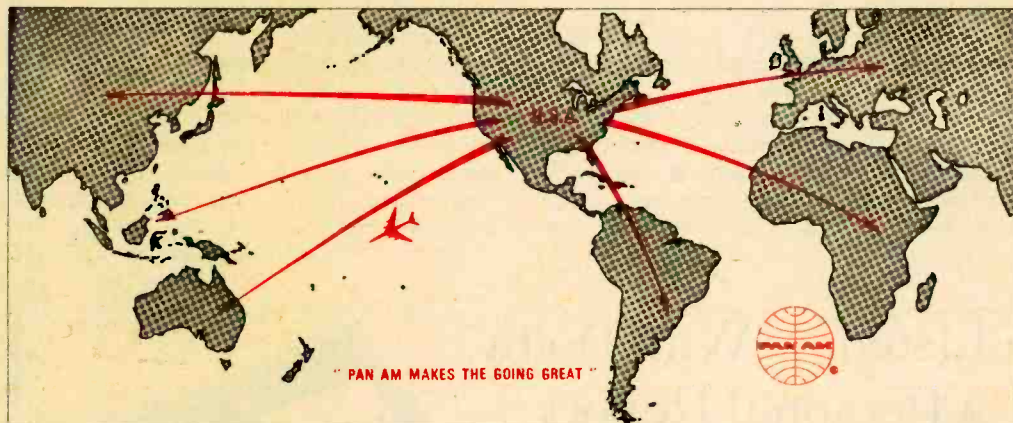 U.S.A.
" PAN AM MAKES THE GOING GREAT "
PAN AM